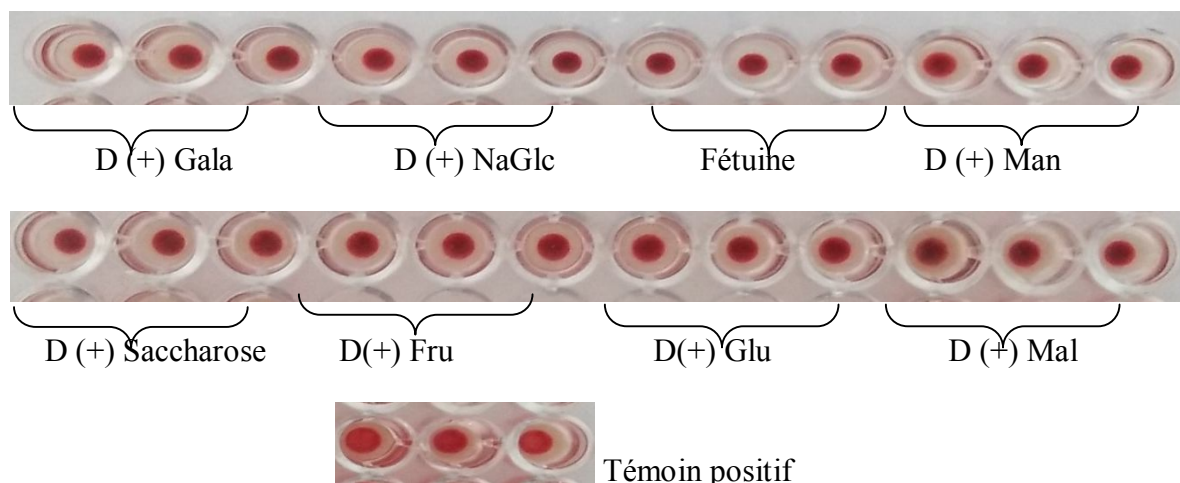 D (+) Gala D (+) NaGlc Fétuine D (+) Man
D (+) Saccharose D(+) Fru D(+) Glu D (+) Mal
Témoin positif